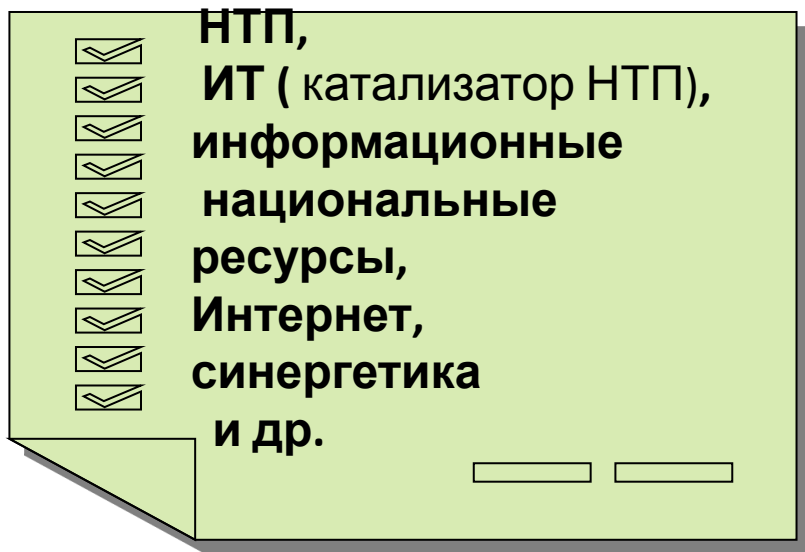 НТП,
ИТ ( катализатор НТП),
информационные
национальные
ресурсы,
Интернет,
синергетика
и др.